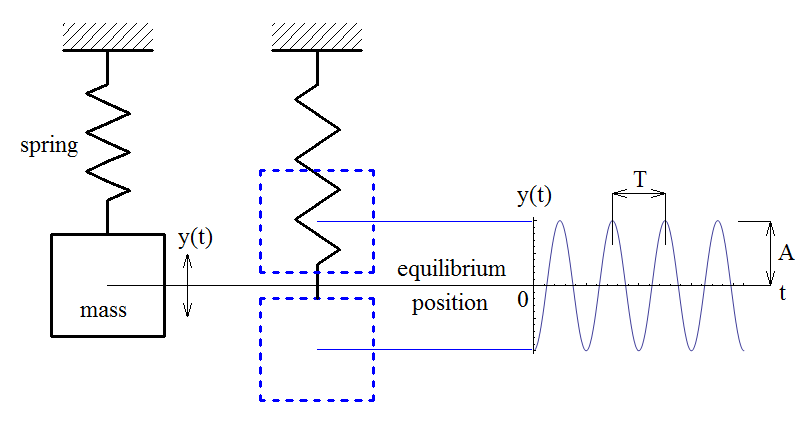 spring
y(t)
mass
equilibrium
position
y(t)
T
A
t
0